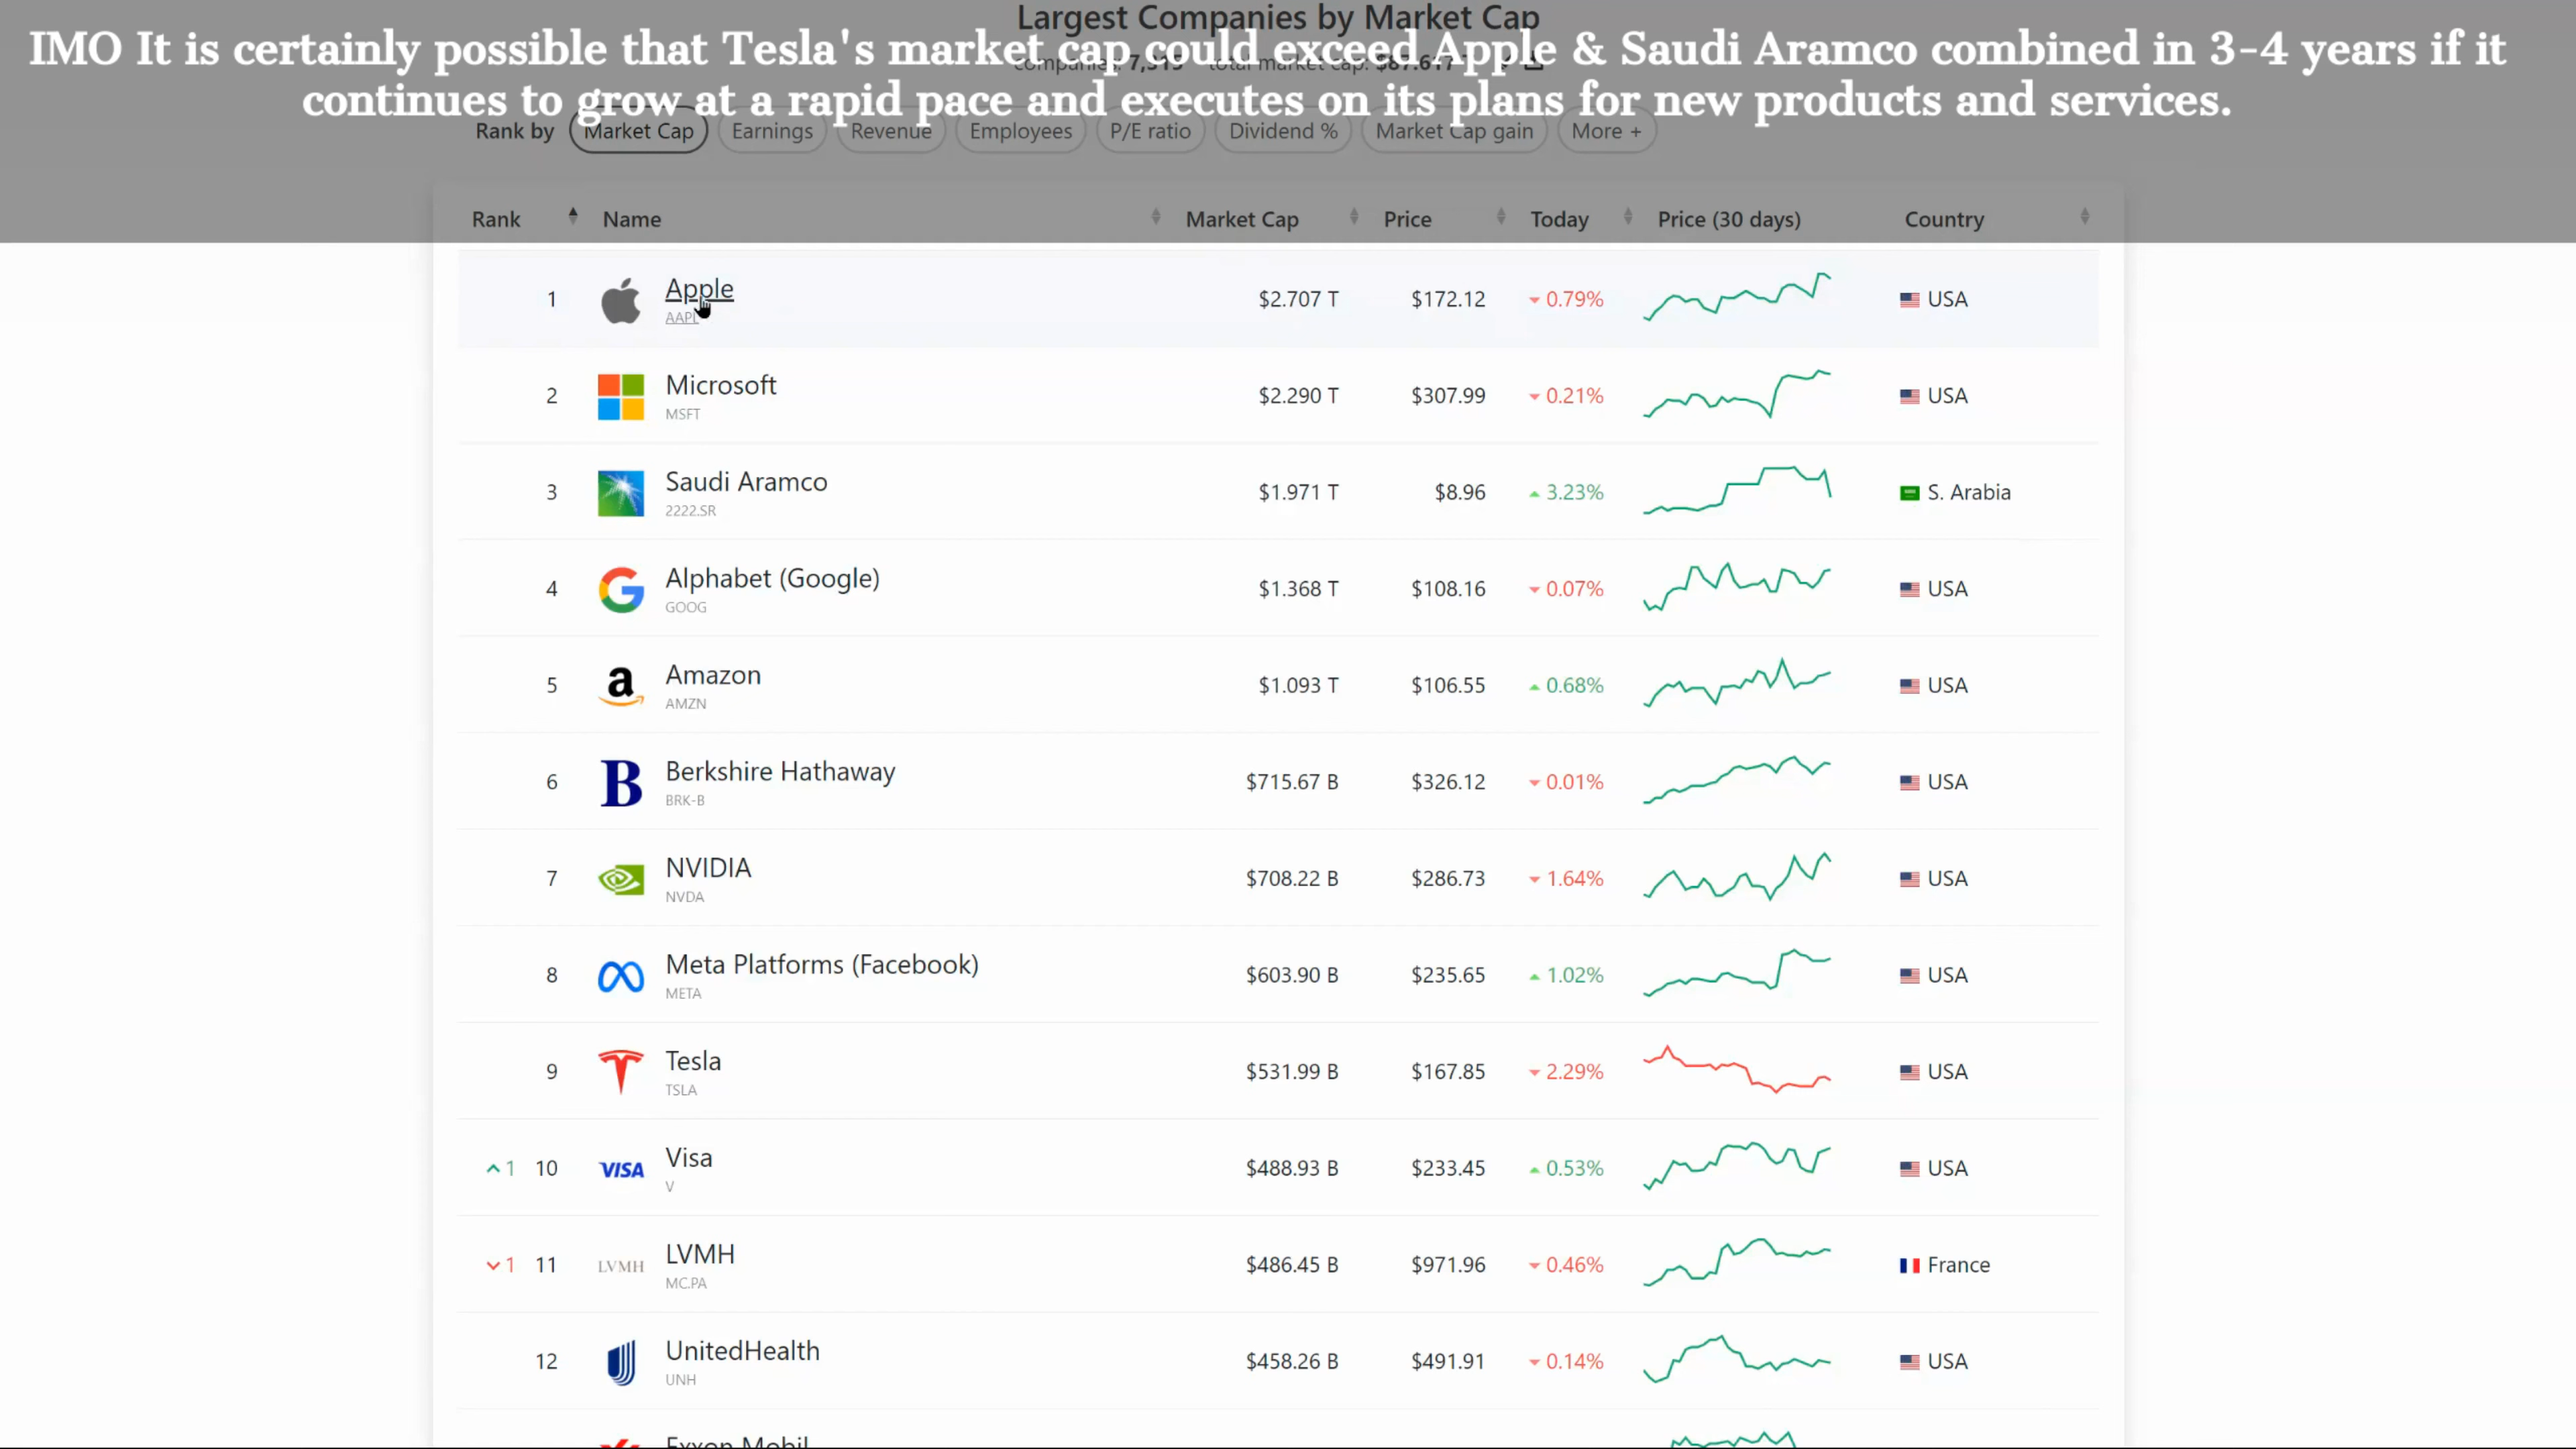 Largest Companies by Market Cap
IMO It is certainly possible that Tesla's market cap could exceed Apple & Saudi Aramco combined in 3-4 years if it
continues to grow at a rapid pace and executes on its plans for new products and services.
Rank by Market Cap Earnings Revenue Employees P/E ratio Dividend % Market Cap gain More +
Rank Name Market Cap Price Today Price (30 days) Country
1 Apple $2.707 T $172.12 0.79% USA
AAPL
2 Microsoft $2.290 T $307.99 0.21% USA
MSFT
3 Saudi Aramco $1.971 T $8.96 3.23% S. Arabia
2222.SR
4 Alphabet (Google) $1.368 T $108.16 0.07% USA
GOOG
5 Amazon $1.093 T $106.55 0.68% USA
AMZN
6 Berkshire Hathaway $715.67 B $326.12 0.01% USA
BRK-B
7 NVIDIA $708.22 B $286.73 1.64% USA
NVDA
8 Meta Platforms (Facebook) $603.90 B $235.65 1.02% USA
META
9 Tesla $531.99 B $167.85 2.29% USA
TSLA
1 10 VISA Visa $488.93 B $233.45 0.53% USA
V
1 11 LVMH LVMH $486.45 B $971.96 0.46% France
MC.PA
12 UnitedHealth $458.26 B $491.91 0.14% USA
UNH
Exxon Mobil